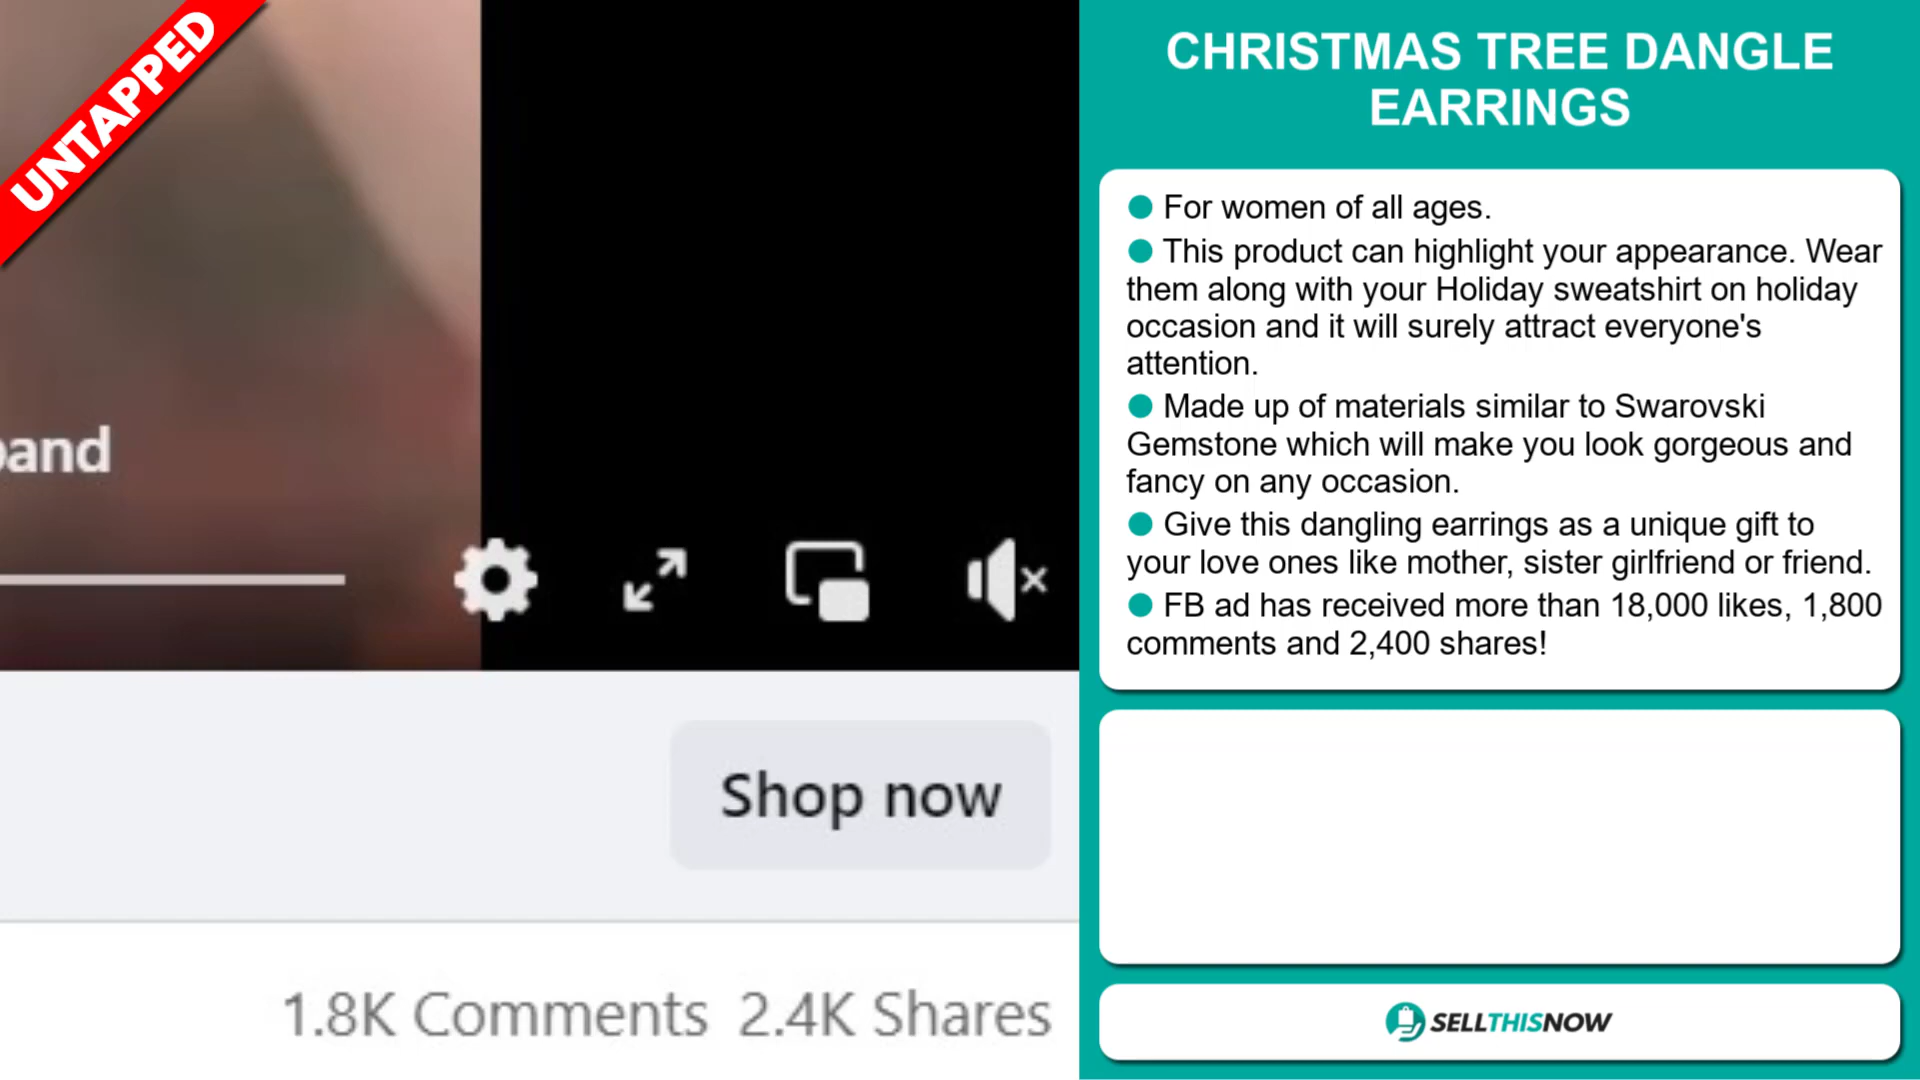 UNTAPPED
CHRISTMAS TREE DANGLE
EARRINGS
● For women of all ages.
● This product can highlight your appearance. Wear
them along with your Holiday sweatshirt on holiday
occasion and it will surely attract everyone's
attention.
● Made up of materials similar to Swarovski
Gemstone which will make you look gorgeous and
fancy on any occasion.
● Give this dangling earrings as a unique gift to
your love ones like mother, sister girlfriend or friend.
● FB ad has received more than 18,000 likes, 1,800
comments and 2,400 shares!
Shop now
1.8K Comments 2.4K Shares
SELLTHISNOW